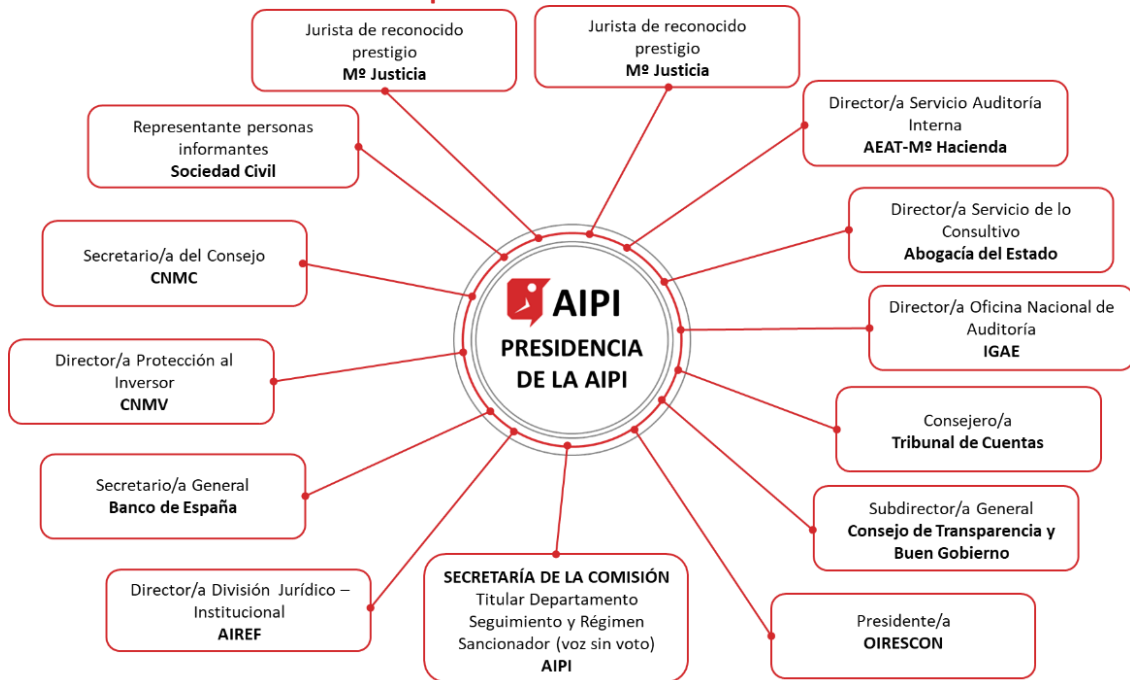 Jurista de reconocido
prestigio
Mº Justicia
Jurista de reconocido
prestigio
Mº Justicia
Director/a Servicio Auditoría
Interna
AEAT-Mº Hacienda
Representante personas
informantes
Sociedad Civil
Director/a Servicio de lo
Consultivo
Abogacía del Estado
Secretario/a del Consejo
CNMC
AIPI
PRESIDENCIA
DE LA AIPI
Director/a Oficina Nacional de
Auditoría
IGAE
Director/a Protección al
Inversor
CNMV
Consejero/a
Tribunal de Cuentas
Secretario/a General
Banco de España
Subdirector/a General
Consejo de Transparencia y
Buen Gobierno
Director/a División Jurídico –
Institucional
AIREF
SECRETARÍA DE LA COMISIÓN
Titular Departamento
Seguimiento y Régimen
Sancionador (voz sin voto)
AIPI
Presidente/a
OIRESCON